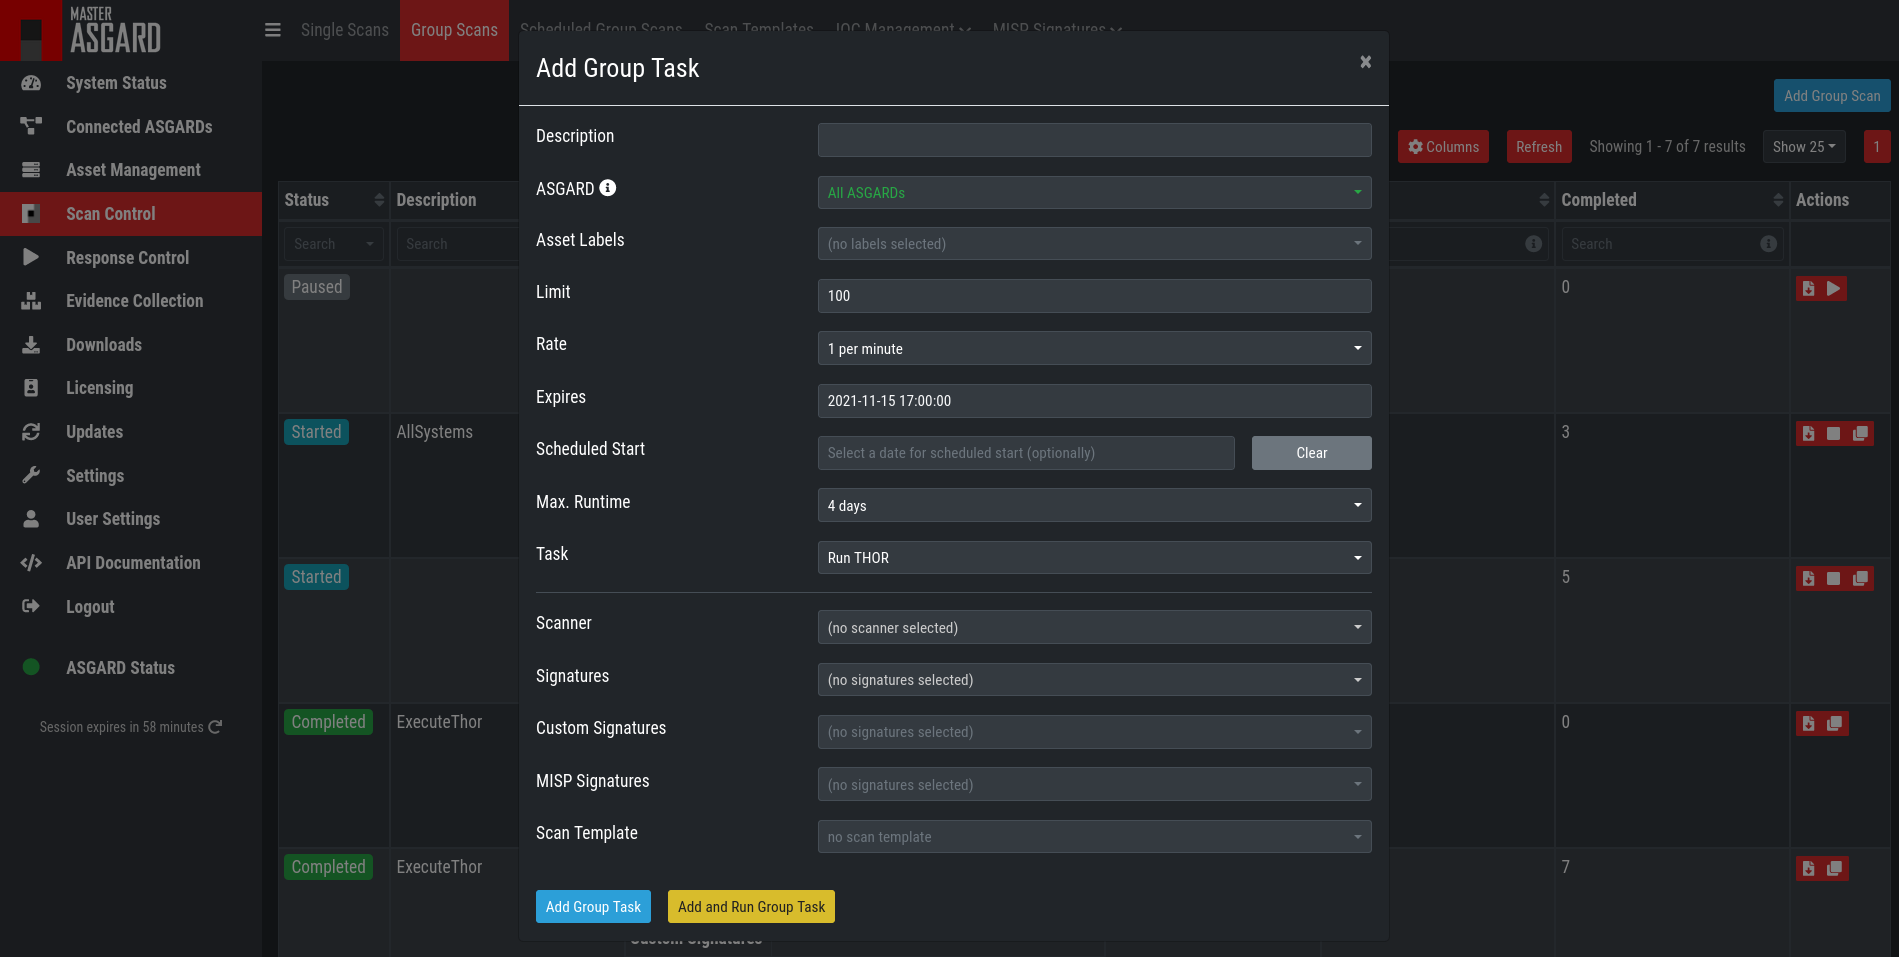 MASTER
ASGARD
Single Scans
Group Scans
Scheduled Group Scans
Scan Templates
IOC Management
MISP Signatures
System Status
Connected ASGARDs
Asset Management
Scan Control
Response Control
Evidence Collection
Downloads
Licensing
Updates
Settings
User Settings
API Documentation
Logout
ASGARD Status
Session expires in 58 minutes
Add Group Scan
Columns
Refresh
Showing 1 - 7 of 7 results
Show 25
1
Status
Description
Completed
Actions
Search
Search
Search
Paused
0
Started
AllSystems
3
Started
5
Completed
ExecuteThor
0
Completed
ExecuteThor
7
Custom Signatures
Add Group Task
×
Description
ASGARD
All ASGARDs
Asset Labels
(no labels selected)
Limit
100
Rate
1 per minute
Expires
2021-11-15 17:00:00
Scheduled Start
Select a date for scheduled start (optionally)
Clear
Max. Runtime
4 days
Task
Run THOR
Scanner
(no scanner selected)
Signatures
(no signatures selected)
Custom Signatures
(no signatures selected)
MISP Signatures
(no signatures selected)
Scan Template
no scan template
Add Group Task
Add and Run Group Task